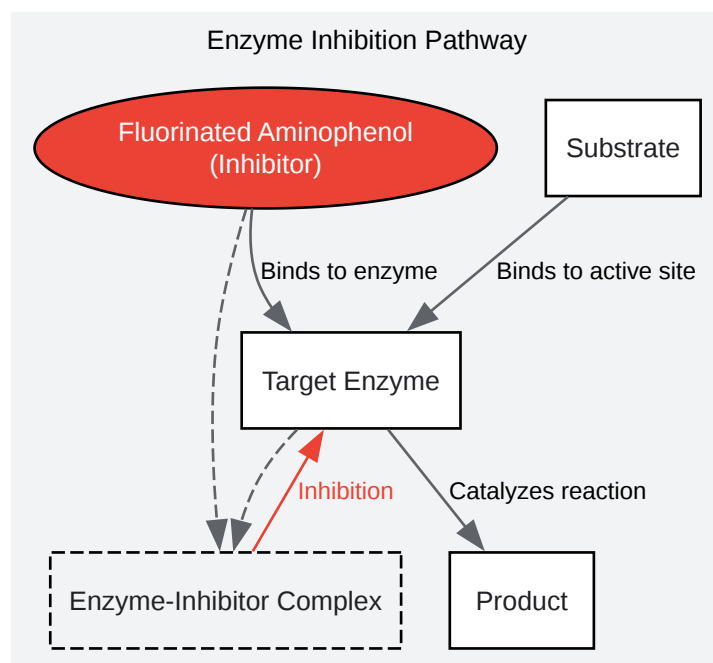 Enzyme Inhibition Pathway
Fluorinated Aminophenol
(Inhibitor)
Substrate
Binds to enzyme
Binds to active site
Target Enzyme
Inhibition
Catalyzes reaction
Enzyme-Inhibitor Complex
Product